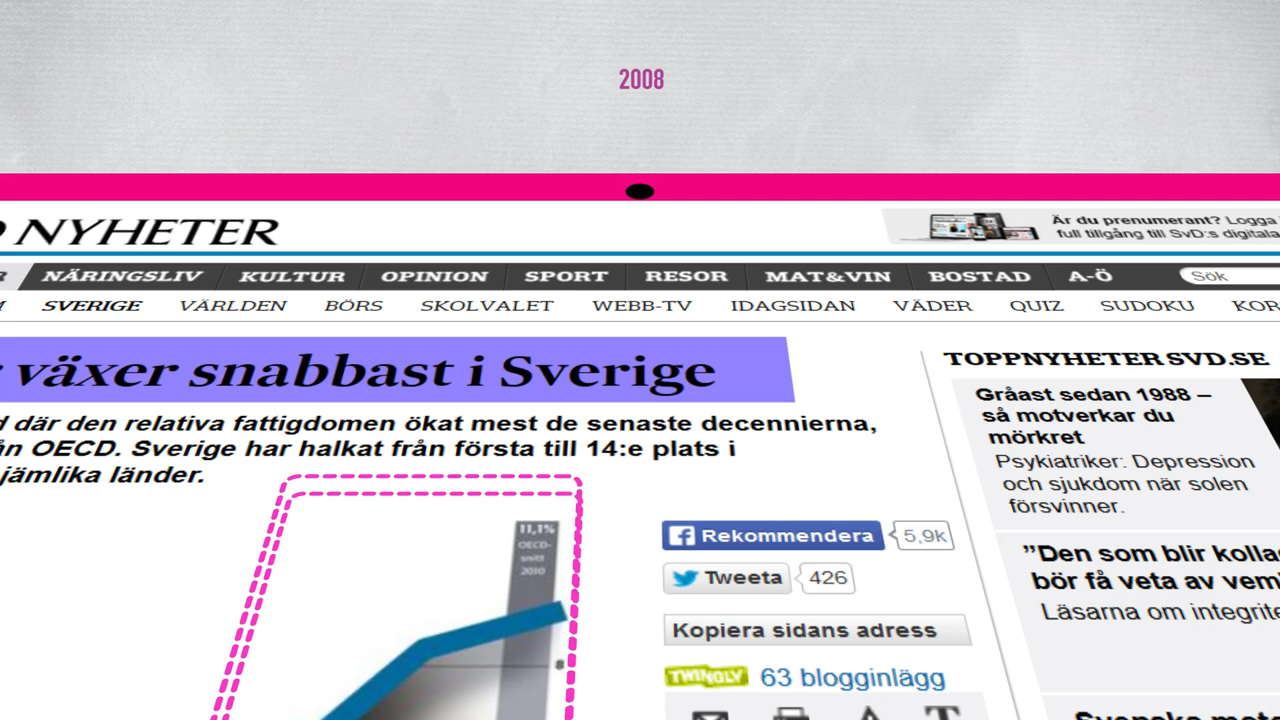 2008
NYHETER
Är du prenumerant? Logga
full tillgång till SvD:s digitala
NÄRINGSLIV KULTUR OPINION SPORT RESOR MAT&VIN BOSTAD A-Ö Sök
SVERIGE VÄRLDEN BÖRS SKOLVALET WEBB-TV IDAGSIDAN VÄDER QUIZ SUDOKU KOR
växer snabbast i Sverige
där den relativa fattigdomen ökat mest de senaste decennierna,
OECD. Sverige har halkat från första till 14:e plats i
jämlika länder.
TOPPNYHETER SVD.SE
Gråast sedan 1988 –
så motverkar du
mörkret
Psykiatriker: Depression
och sjukdom när solen
försvinner.
11,1%
OECD-
snitt
2010
8
Rekommendera 5,9k
Tweeta 426
Kopiera sidans adress
TWINGLY 63 blogginlägg
”Den som blir kolla
bör få veta av vem
Läsarna om integrite